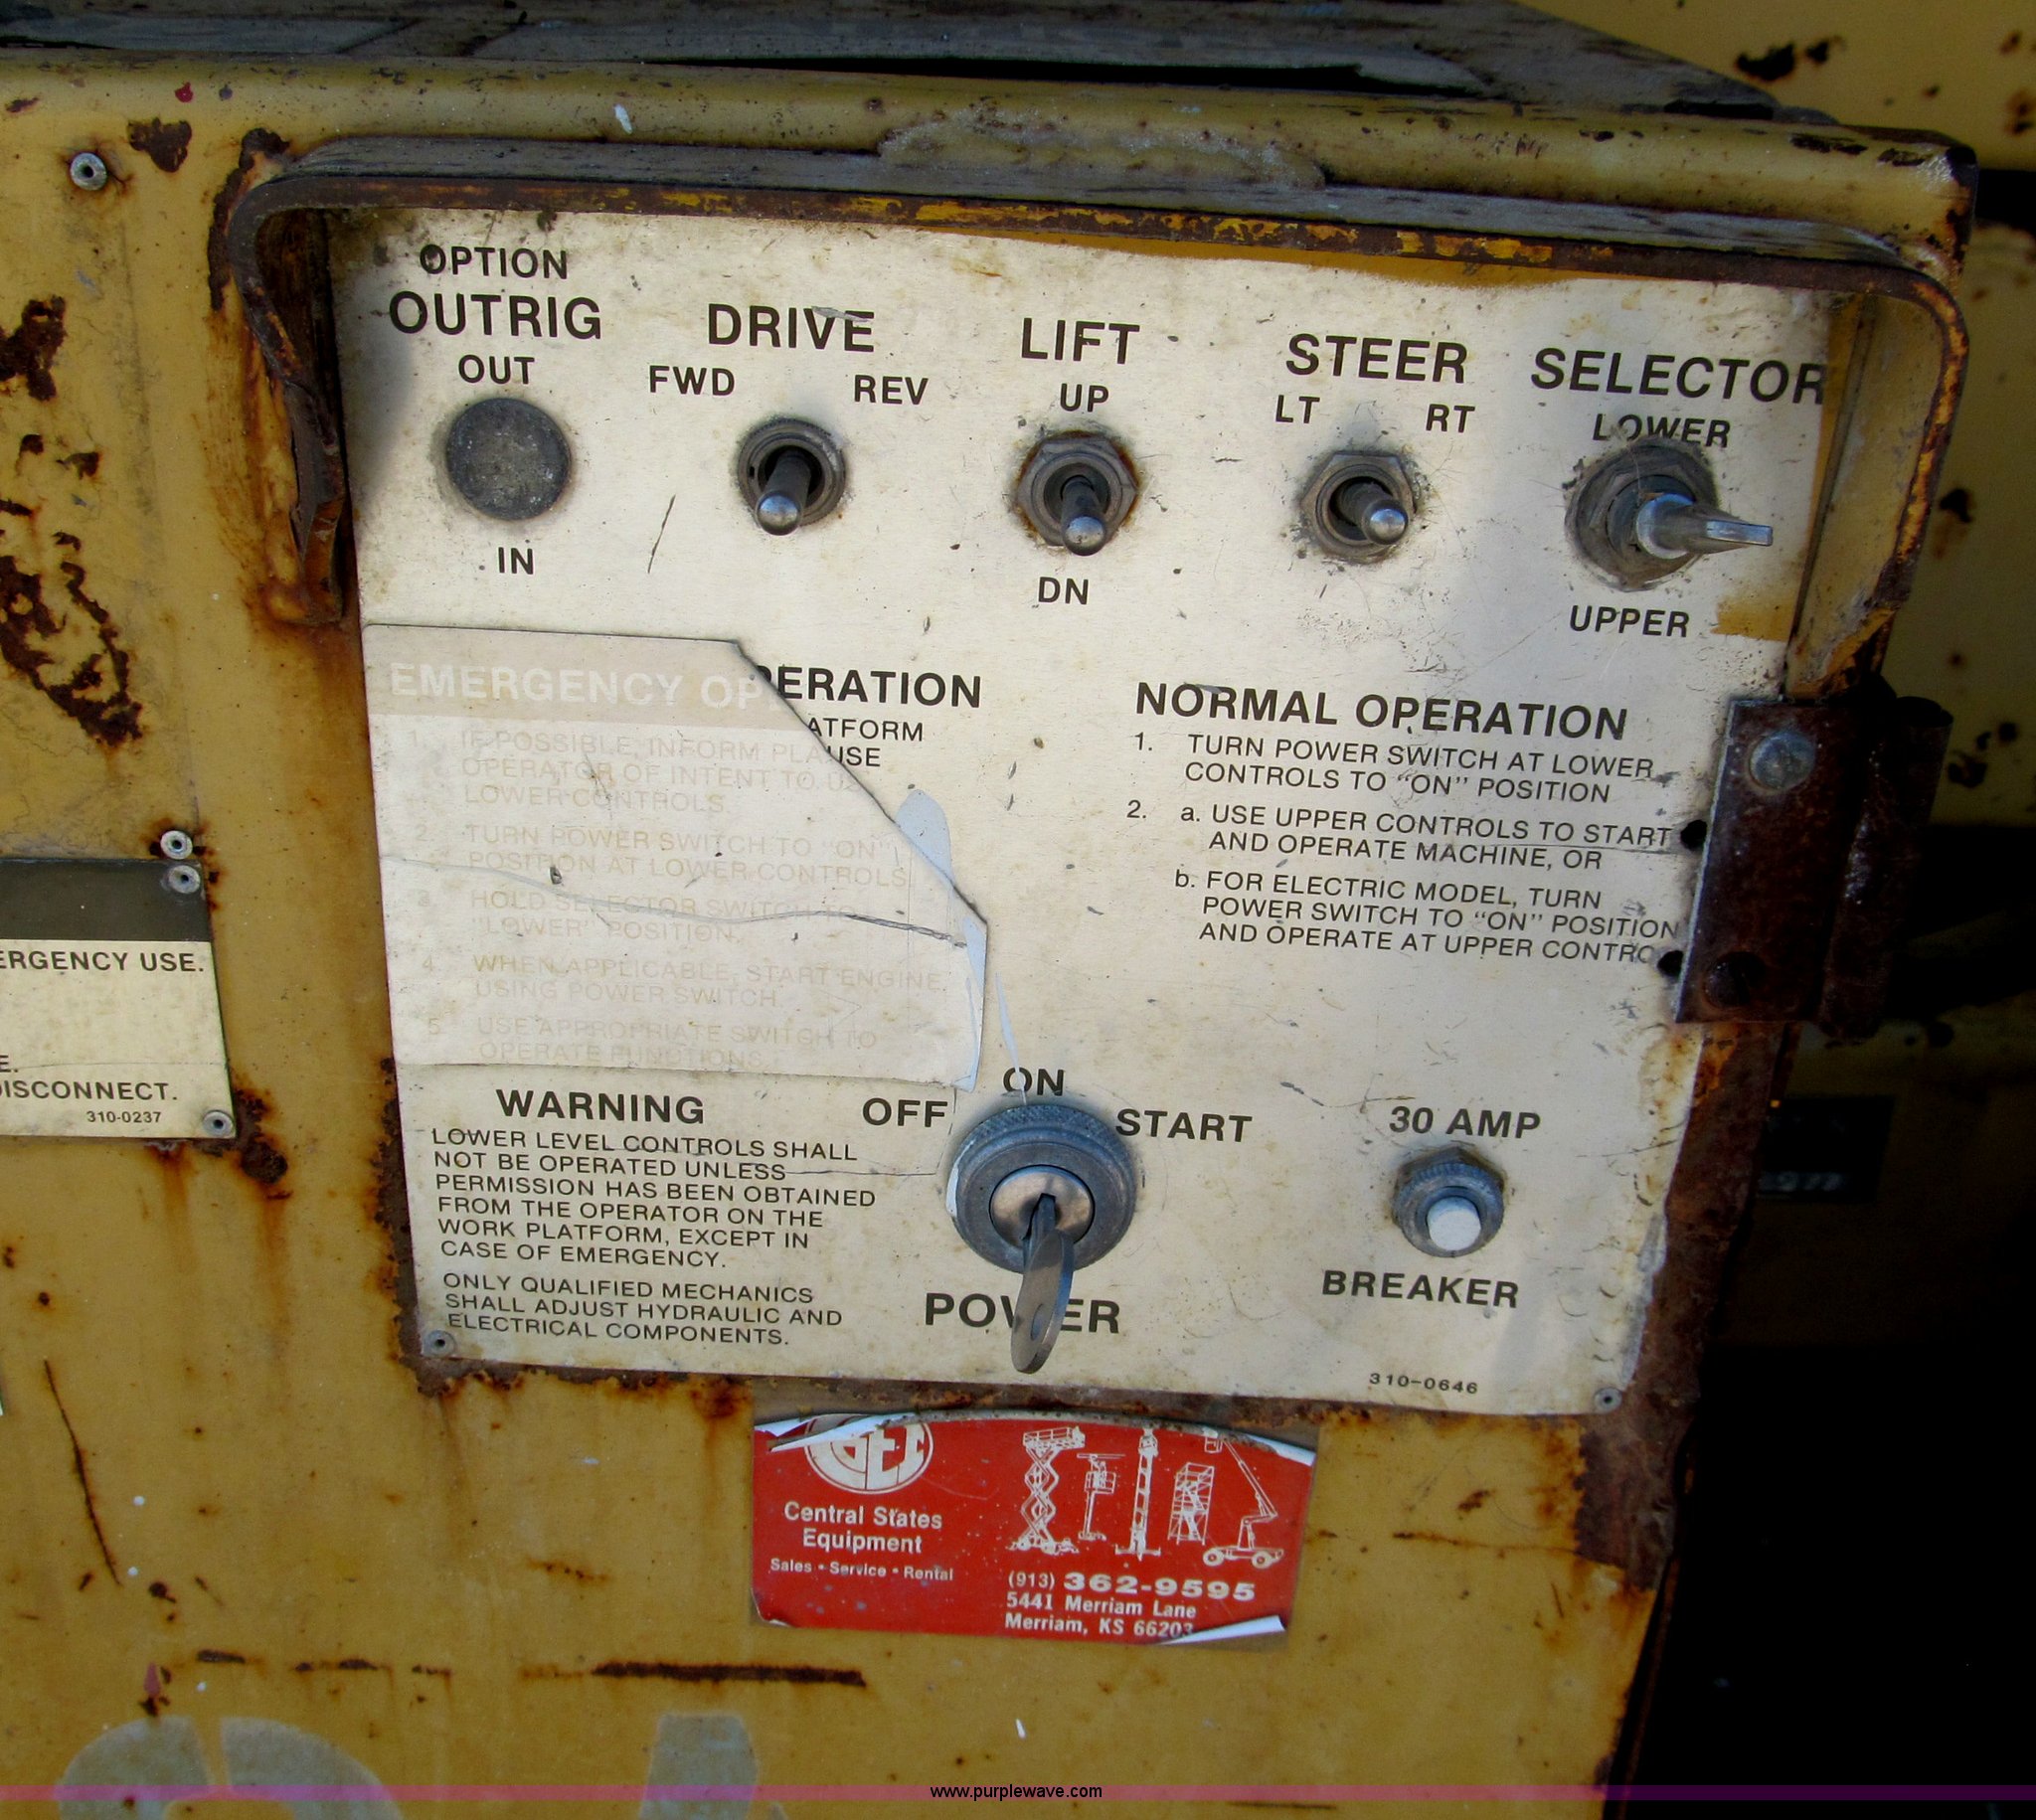 OPTION
OUTRIG
OUT
IN
DRIVE
FWD REV
LIFT
UP
DN
STEER
LT RT
SELECTOR
LOWER
UPPER
EMERGENCY OPERATION
1. IF POSSIBLE, INFORM PLATFORM
OPERATOR OF INTENT TO USE
LOWER CONTROLS.
2. TURN POWER SWITCH TO "ON"
POSITION AT LOWER CONTROLS.
3. HOLD SELECTOR SWITCH TO
"LOWER" POSITION.
4. WHEN APPLICABLE, START ENGINE
USING POWER SWITCH.
5. USE APPROPRIATE SWITCH TO
OPERATE FUNCTIONS.
NORMAL OPERATION
1. TURN POWER SWITCH AT LOWER
CONTROLS TO "ON" POSITION
2. a. USE UPPER CONTROLS TO START
AND OPERATE MACHINE, OR
b. FOR ELECTRIC MODEL, TURN
POWER SWITCH TO "ON" POSITION
AND OPERATE AT UPPER CONTRO
ERGENCY USE.
E.
DISCONNECT.
310-0237
WARNING
LOWER LEVEL CONTROLS SHALL
NOT BE OPERATED UNLESS
PERMISSION HAS BEEN OBTAINED
FROM THE OPERATOR ON THE
WORK PLATFORM, EXCEPT IN
CASE OF EMERGENCY.
ONLY QUALIFIED MECHANICS
SHALL ADJUST HYDRAULIC AND
ELECTRICAL COMPONENTS.
OFF ON START
POWER
30 AMP
BREAKER
310-0646
CSEI
Central States
Equipment
Sales • Service • Rental
(913) 362-9595
5441 Merriam Lane
Merriam, KS 66203
www.purplewave.com